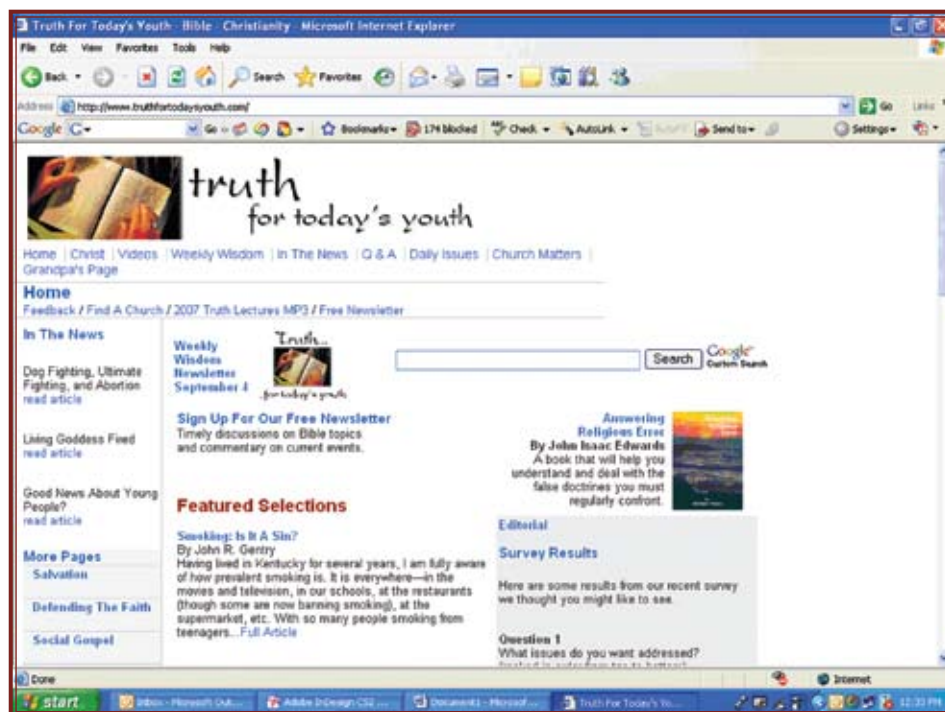 Truth For Today's Youth - Bible - Christianity - Microsoft Internet Explorer
File Edit View Favorites Tools Help
Back Search Favorites
Address http://www.truthfortodaysyouth.com/ Go Links
Google G Go Bookmarks 174 blocked Check AutoLink Send to Settings
truth
for today's youth
Home | Christ | Videos | Weekly Wisdom | In The News | Q & A | Daily Issues | Church Matters |
Grandpa's Page
Home
Feedback / Find A Church / 2007 Truth Lectures MP3 / Free Newsletter
In The News
Dog Fighting, Ultimate
Fighting, and Abortion
read article
Living Goddess Fired
read article
Good News About Young
People?
read article
More Pages
Salvation
Defending The Faith
Social Gospel
Weekly
Wisdom
Newsletter
September 4
Truth...
...for today's youth
Search
Google
Custom Search
Sign Up For Our Free Newsletter
Timely discussions on Bible topics
and commentary on current events.
Featured Selections
Smoking: Is It A Sin?
By John R. Gentry
Having lived in Kentucky for several years, I am fully aware
of how prevalent smoking is. It is everywhere—in the
movies and television, in our schools, at the restaurants
(though some are now banning smoking), at the
supermarket, etc. With so many people smoking from
teenagers...Full Article
Answering
Religious Error
By John Isaac Edwards
A book that will help you
understand and deal with the
false doctrines you must
regularly confront.
Editorial
Survey Results
Here are some results from our recent survey
we thought you might like to see.
Question 1
What issues do you want addressed?
Done Internet
start Inbox - Microsoft Out... Adobe InDesign CS2 ... Document1 - Microsof... Truth For Today's Yo... 12:33 PM